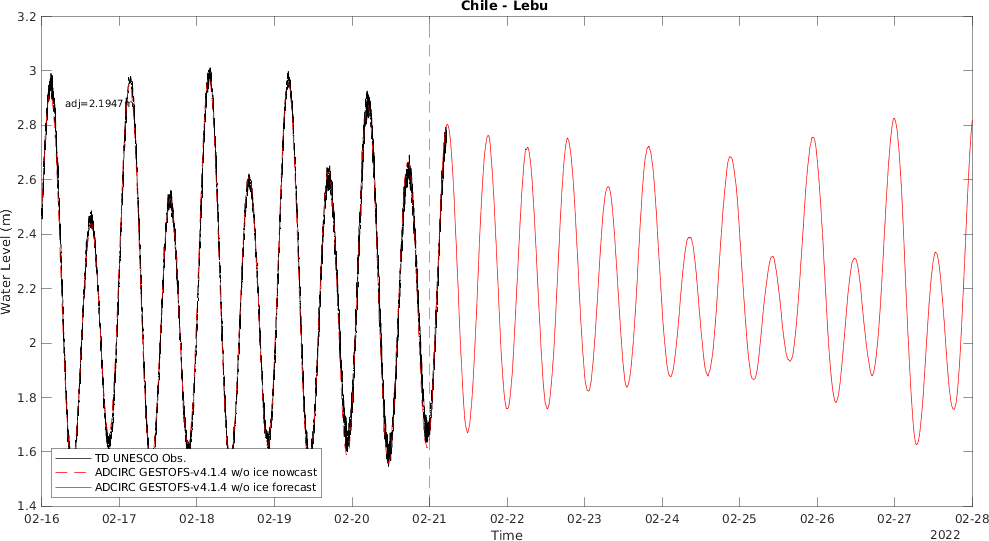 Chile - Lebu
3.2
3
2.8
2.6
2.4
2.2
2
1.8
1.6
1.4
Water Level (m)
adj=2.1947 m
TD UNESCO Obs.
ADCIRC GESTOFS-v4.1.4 w/o ice nowcast
ADCIRC GESTOFS-v4.1.4 w/o ice forecast
02-16 02-17 02-18 02-19 02-20 02-21 02-22 02-23 02-24 02-25 02-26 02-27 02-28
Time
2022